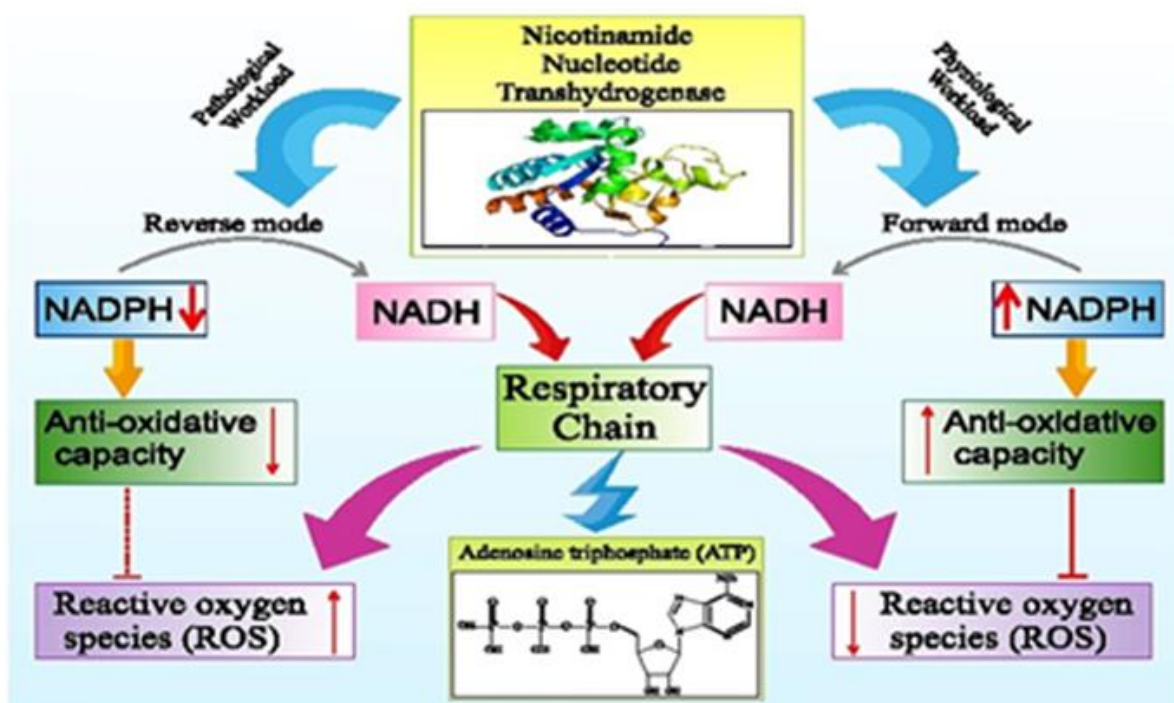 Nicotinamide
Nucleotide
Transhydrogenase
Pathological
Workload
Physiological
Workload
Reverse mode
Forward mode
NADPH
NADH
NADH
NADPH
Respiratory
Chain
Anti-oxidative
capacity
Anti-oxidative
capacity
Adenosine triphosphate (ATP)
Reactive oxygen
species (ROS)
Reactive oxygen
species (ROS)